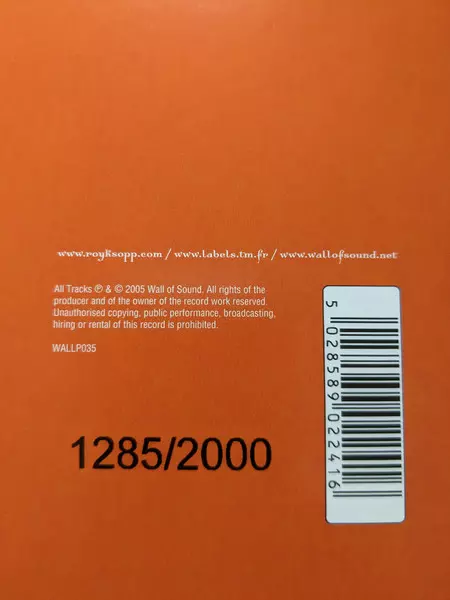 www.royksopp.com / www.labels.tm.fr / www.wallofsound.net
All Tracks ℗ & © 2005 Wall of Sound. All rights of the
producer and of the owner of the record work reserved.
Unauthorised copying, public performance, broadcasting,
hiring or rental of this record is prohibited.
WALLP035
1285/2000
5 028589 022416